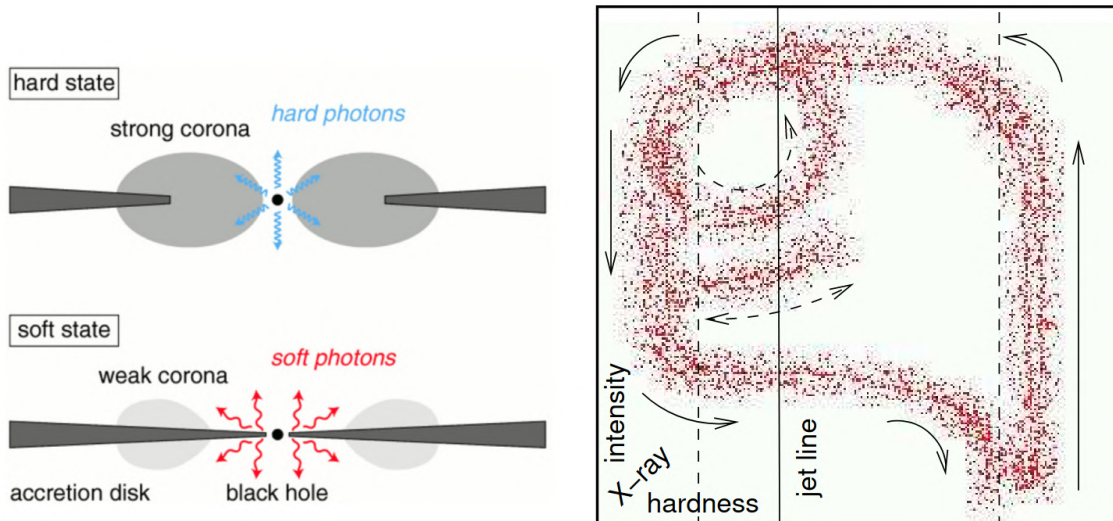 hard state
strong corona
hard photons
soft state
soft photons
weak corona
accretion disk
black hole
intensity
X-ray
hardness
jet line